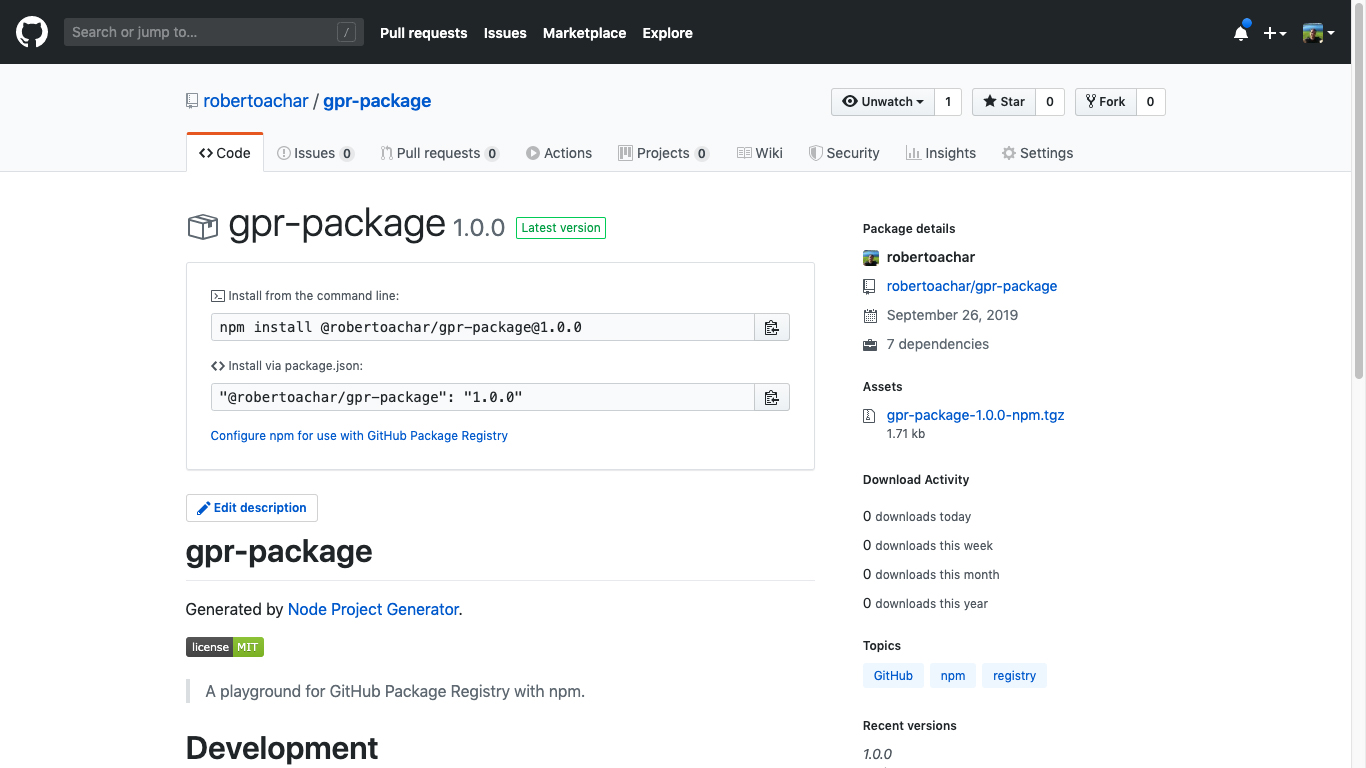 Search or jump to... /
Pull requests Issues Marketplace Explore
robertoachar / gpr-package
Unwatch 1 Star 0 Fork 0
Code Issues 0 Pull requests 0 Actions Projects 0 Wiki Security Insights Settings
gpr-package 1.0.0 Latest version
Install from the command line:
npm install @robertoachar/gpr-package@1.0.0
Install via package.json:
"@robertoachar/gpr-package": "1.0.0"
Configure npm for use with GitHub Package Registry
Edit description
gpr-package
Generated by Node Project Generator.
license MIT
A playground for GitHub Package Registry with npm.
Development
Package details
robertoachar
robertoachar/gpr-package
September 26, 2019
7 dependencies
Assets
gpr-package-1.0.0-npm.tgz
1.71 kb
Download Activity
0 downloads today
0 downloads this week
0 downloads this month
0 downloads this year
Topics
GitHub npm registry
Recent versions
1.0.0